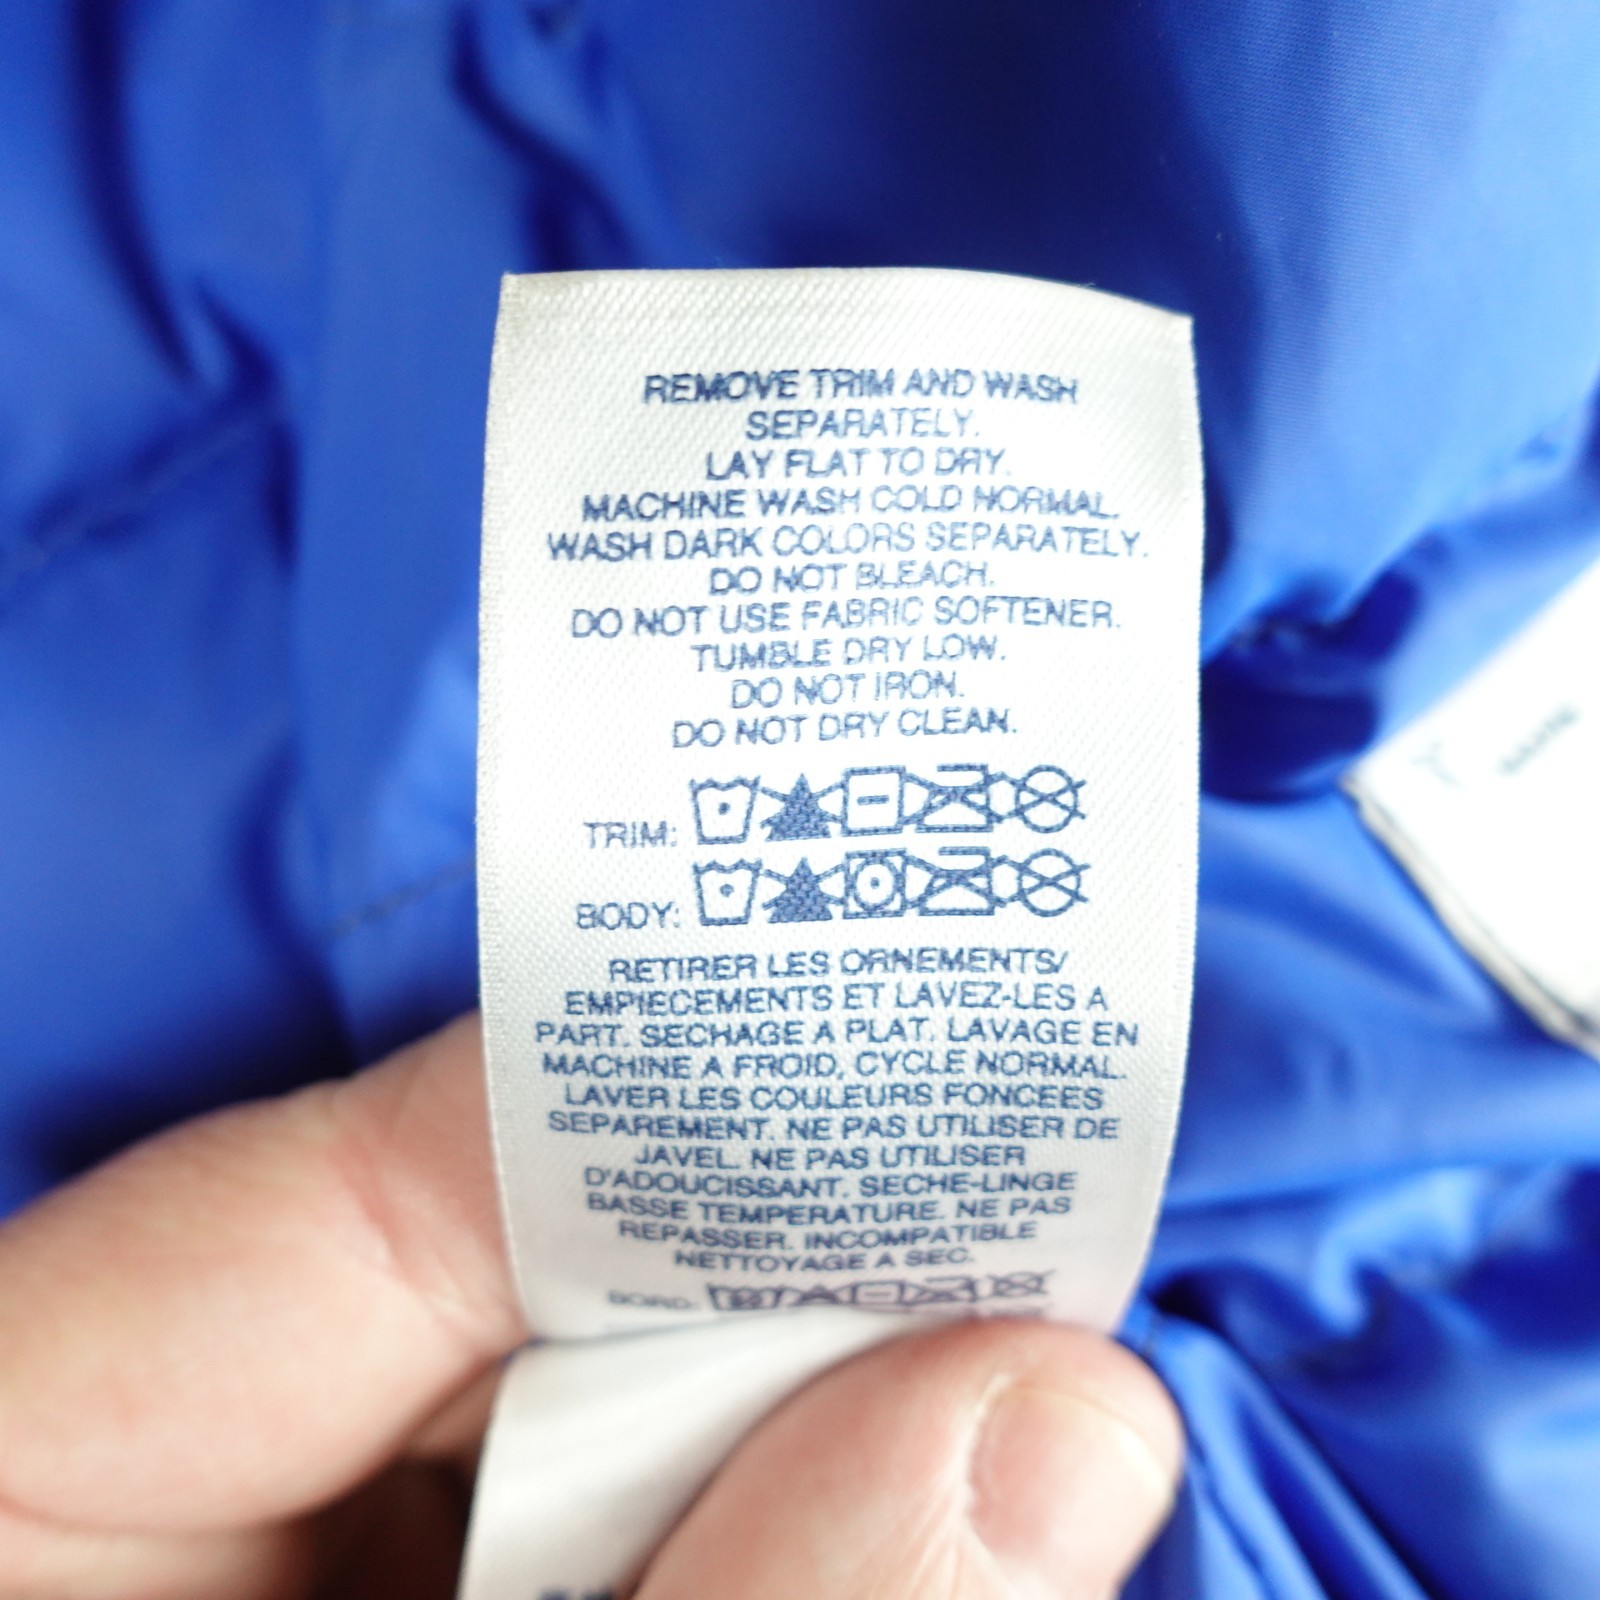 REMOVE TRIM AND WASH
SEPARATELY.
LAY FLAT TO DRY.
MACHINE WASH COLD NORMAL.
WASH DARK COLORS SEPARATELY.
DO NOT BLEACH.
DO NOT USE FABRIC SOFTENER.
TUMBLE DRY LOW.
DO NOT IRON.
DO NOT DRY CLEAN.
TRIM:
BODY:
RETIRER LES ORNEMENTS/
EMPIECEMENTS ET LAVEZ-LES A
PART. SECHAGE A PLAT. LAVAGE EN
MACHINE A FROID, CYCLE NORMAL.
LAVER LES COULEURS FONCEES
SEPAREMENT. NE PAS UTILISER DE
JAVEL. NE PAS UTILISER
D'ADOUCISSANT. SECHE-LINGE
BASSE TEMPERATURE. NE PAS
REPASSER. INCOMPATIBLE
NETTOYAGE A SEC.
BORD: